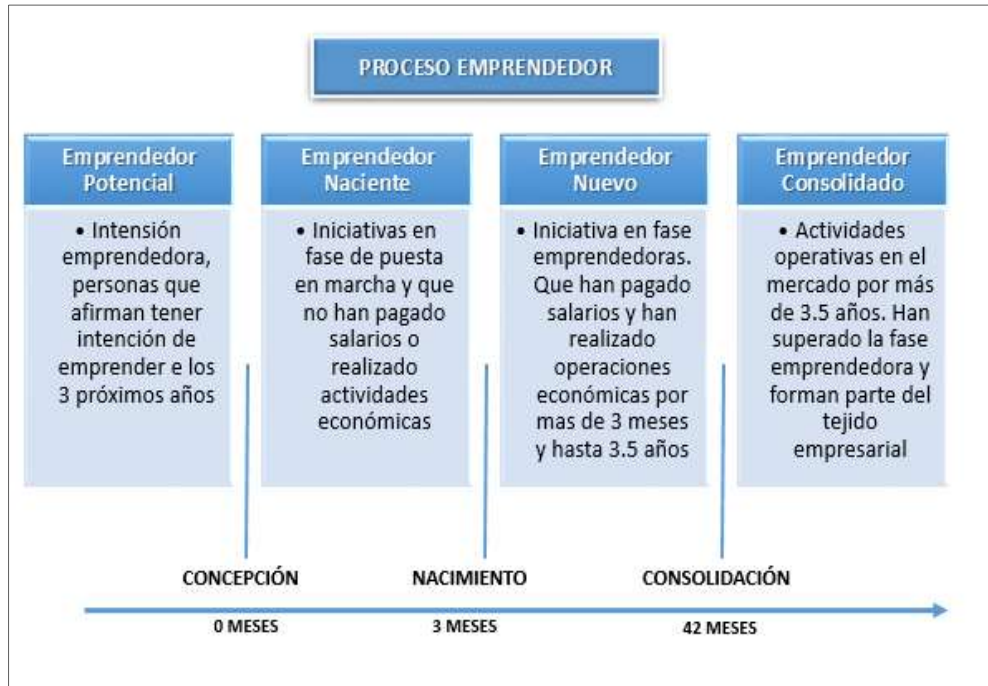 PROCESO EMPRENDEDOR
Emprendedor
Potencial
• Intensión
emprendedora,
personas que
afirman tener
intención de
emprender e los
3 próximos años
Emprendedor
Naciente
• Iniciativas en
fase de puesta
en marcha y que
no han pagado
salarios o
realizado
actividades
económicas
Emprendedor
Nuevo
• Iniciativa en fase
emprendedoras.
Que han pagado
salarios y han
realizado
operaciones
económicas por
mas de 3 meses
y hasta 3.5 años
Emprendedor
Consolidado
• Actividades
operativas en el
mercado por más
de 3.5 años. Han
superado la fase
emprendedora y
forman parte del
tejido
empresarial
CONCEPCIÓN
NACIMIENTO
CONSOLIDACIÓN
0 MESES
3 MESES
42 MESES